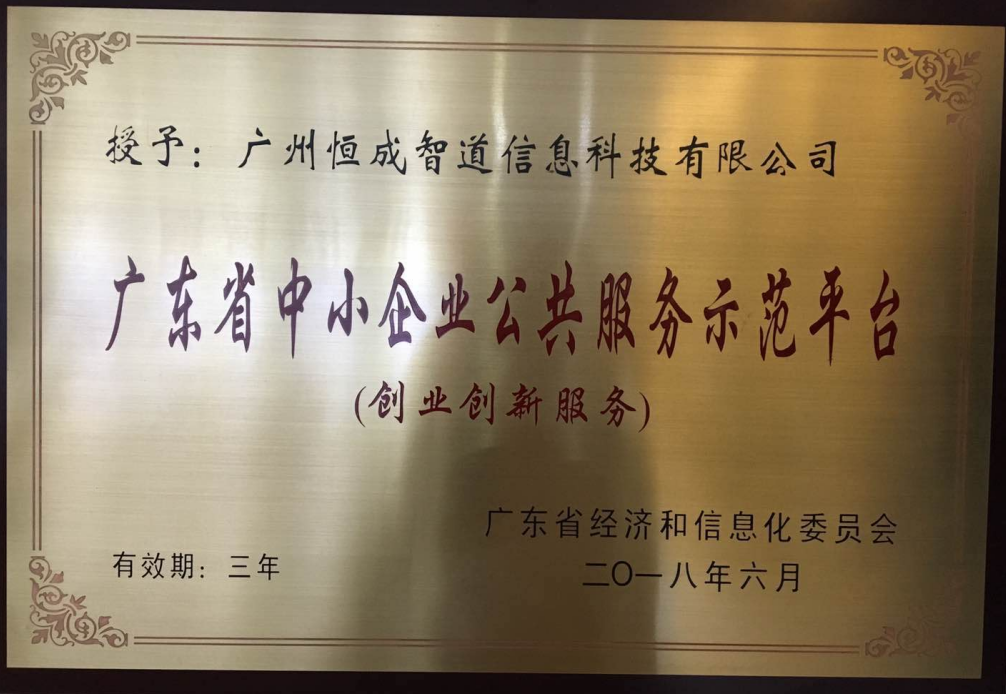 授予：广州恒成智道信息科技有限公司
广东省中小企业公共服务示范平台
(创业创新服务)
广东省经济和信息化委员会
有效期：三年
二〇一八年六月